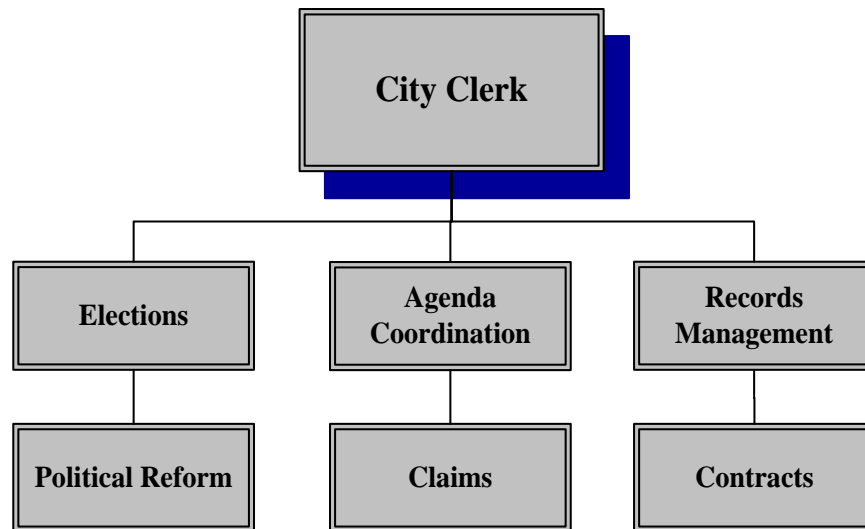 City Clerk
Elections
Agenda
Coordination
Records
Management
Political Reform
Claims
Contracts